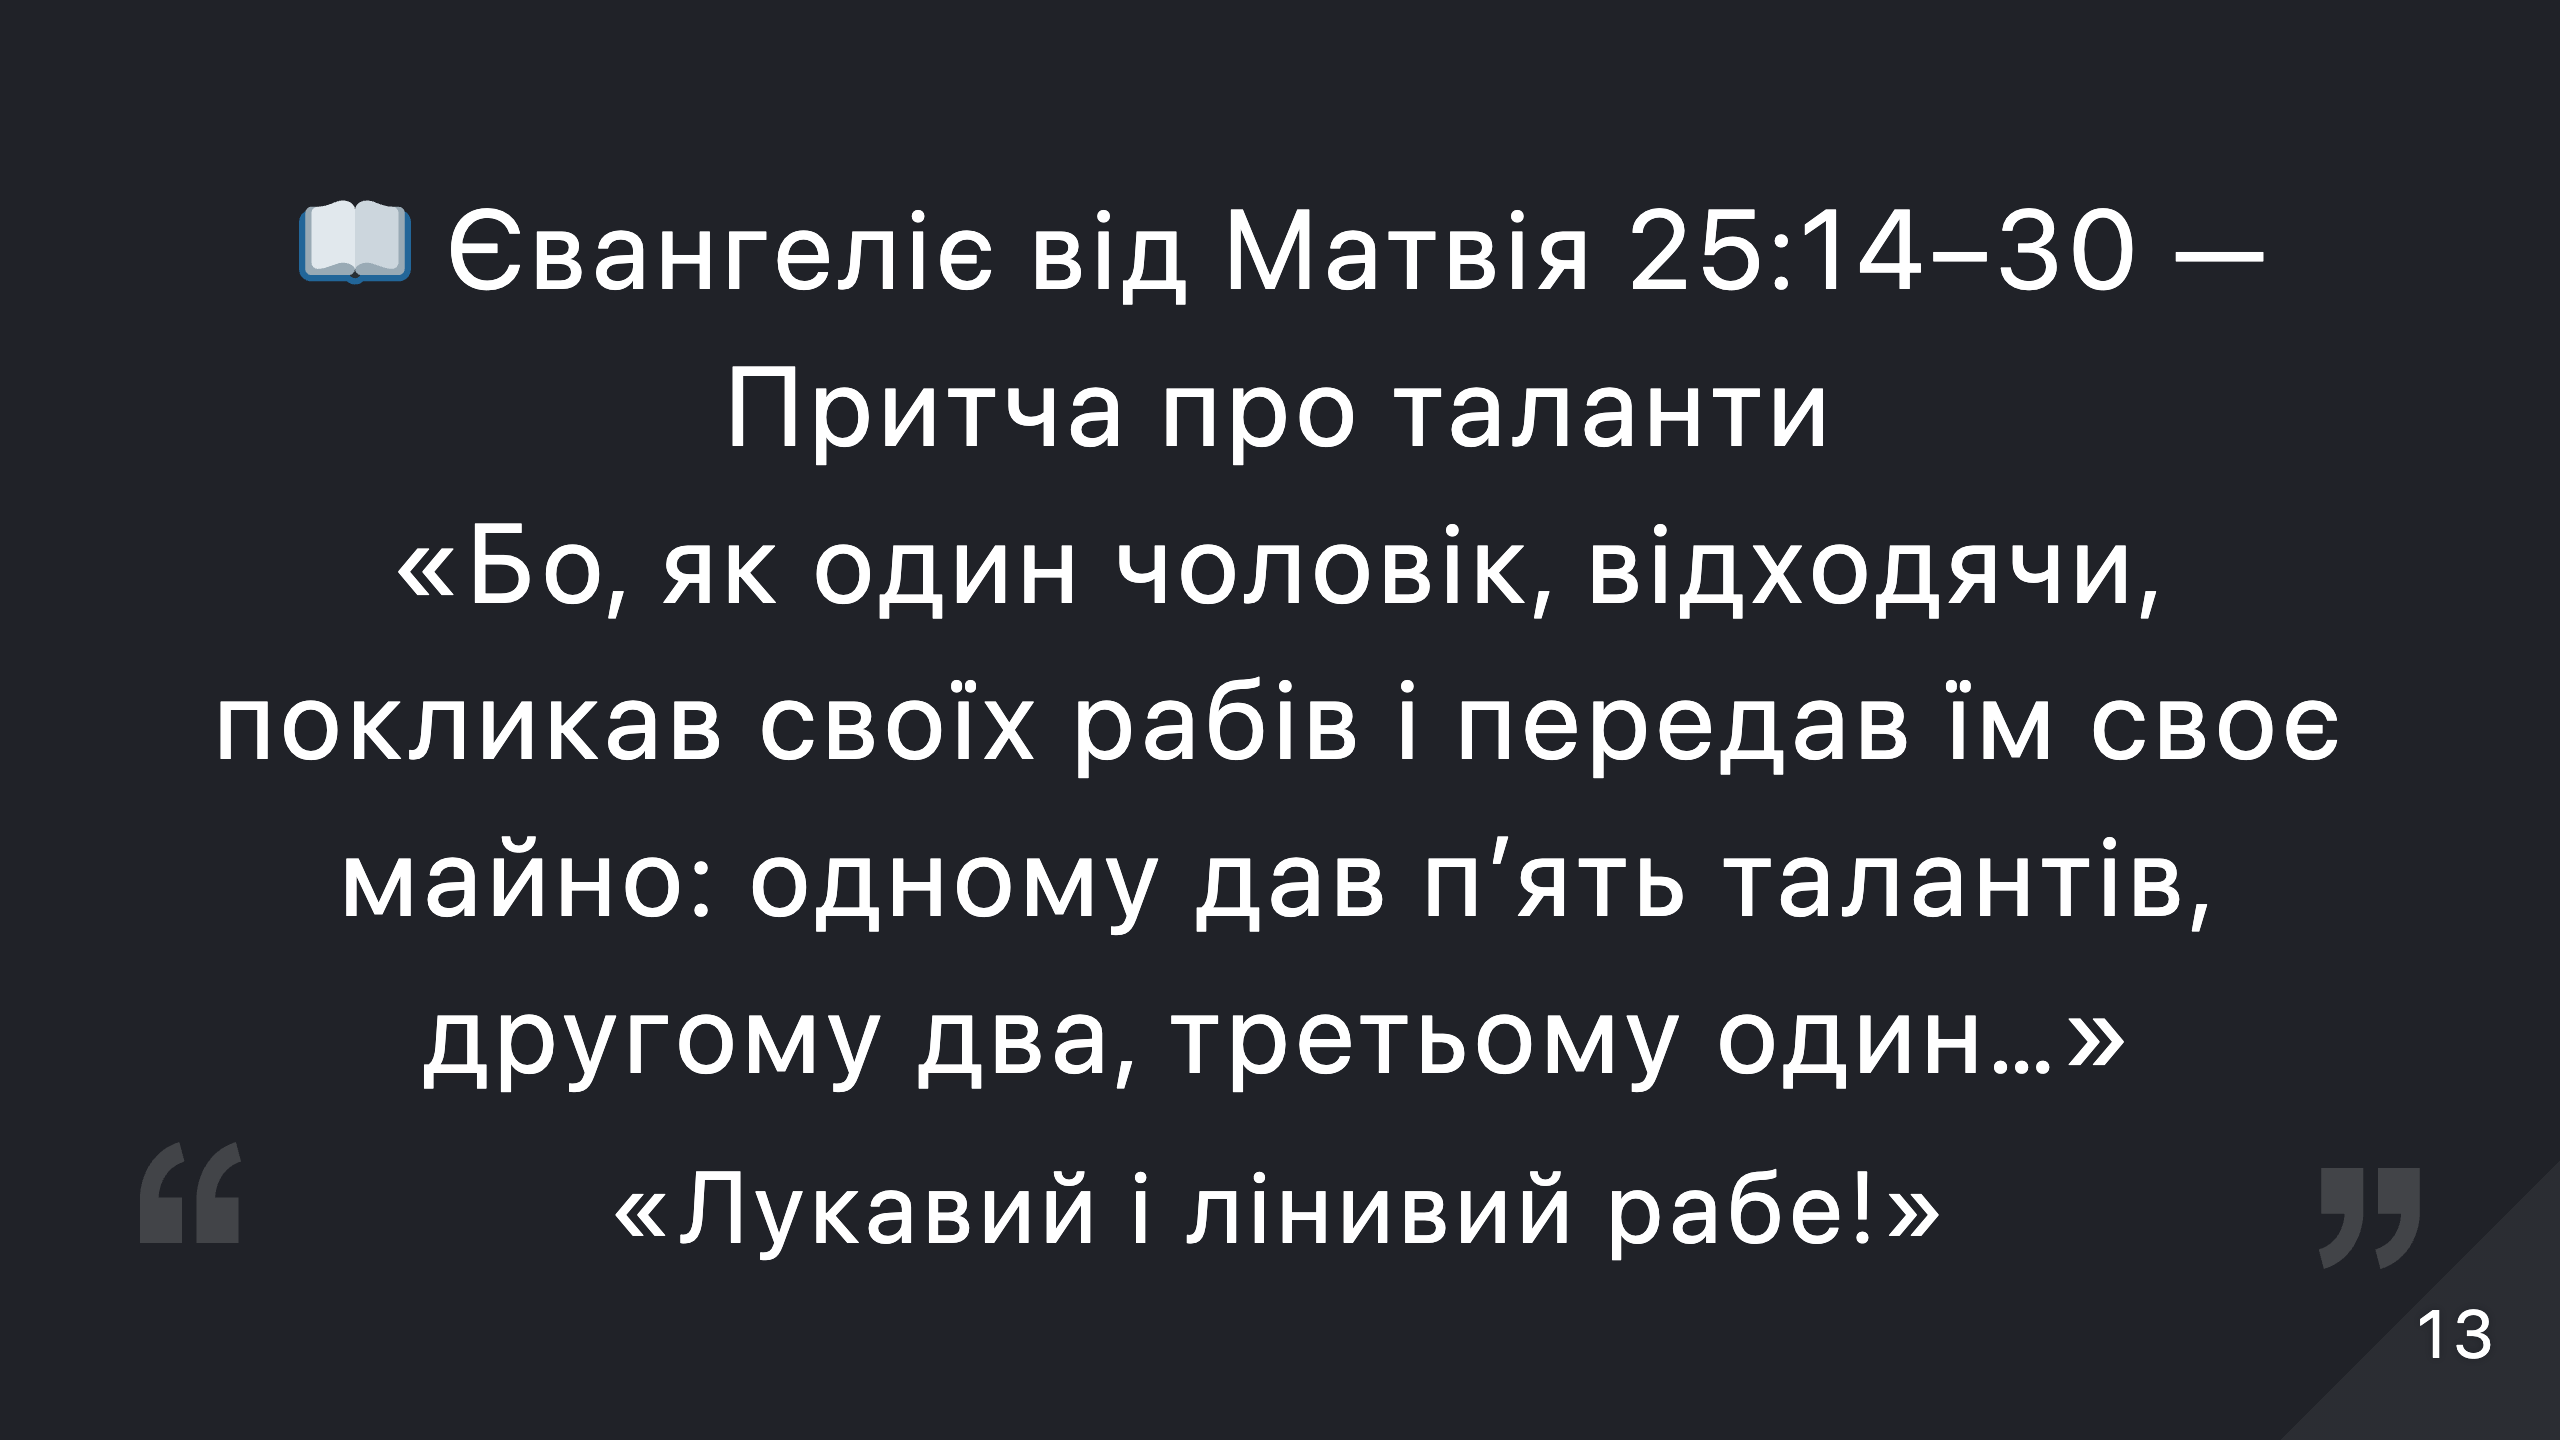 📖 Євангеліє від Матвія 25:14–30 —
Притча про таланти
«Бо, як один чоловік, відходячи,
покликав своїх рабів і передав їм своє
майно: одному дав п’ять талантів,
другому два, третьому один…»
«Лукавий і лінивий рабе!»
“ ”
13